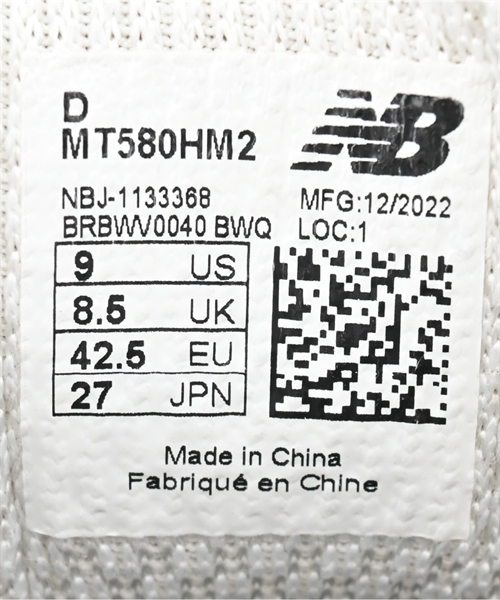 D
MT580HM2
NB
NBJ-1133368
BRBWV0040 BWQ
MFG:12/2022
LOC:1
9 US
8.5 UK
42.5 EU
27 JPN
Made in China
Fabriqué en Chine